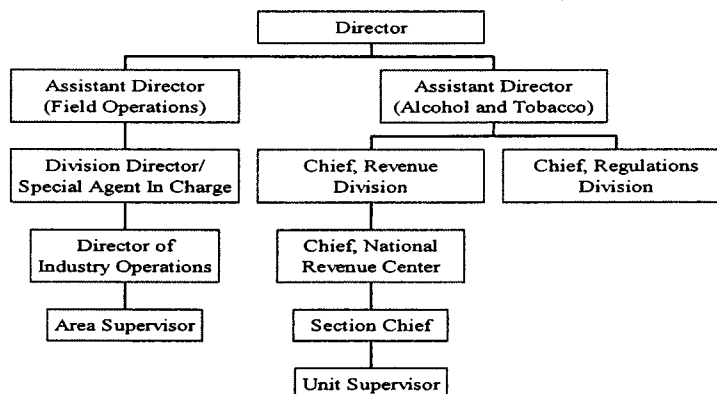 Director
Assistant Director
(Field Operations)
Assistant Director
(Alcohol and Tobacco)
Division Director/
Special Agent In Charge
Chief, Revenue
Division
Chief, Regulations
Division
Director of
Industry Operations
Chief, National
Revenue Center
Area Supervisor
Section Chief
Unit Supervisor